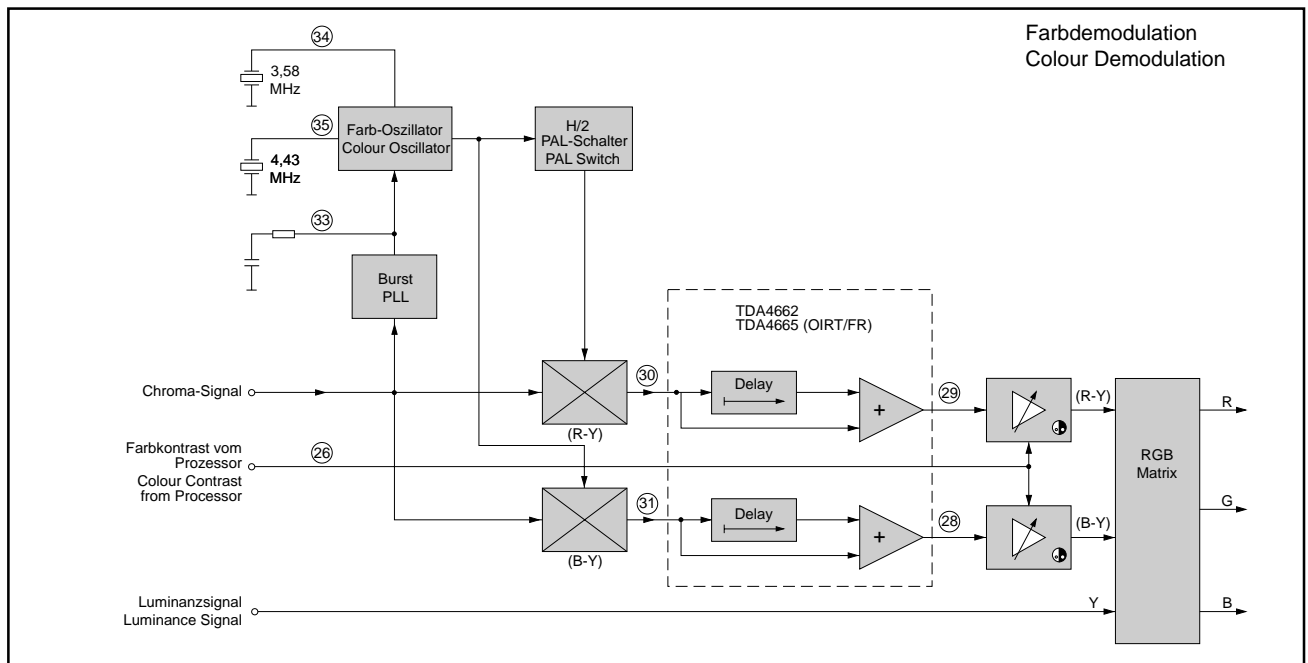 Farbdemodulation
Colour Demodulation
34
3,58
MHz
35
4,43
MHz
Farb-Oszillator
Colour Oscillator
H/2
PAL-Schalter
PAL Switch
33
Burst
PLL
TDA4662
TDA4665 (OIRT/FR)
Chroma-Signal
(R-Y)
30
Delay
+
29
(R-Y)
R
Farbkontrast vom
Prozessor
Colour Contrast
from Processor
26
RGB
Matrix
(B-Y)
31
Delay
+
28
(B-Y)
G
Luminanzsignal
Luminance Signal
Y
B